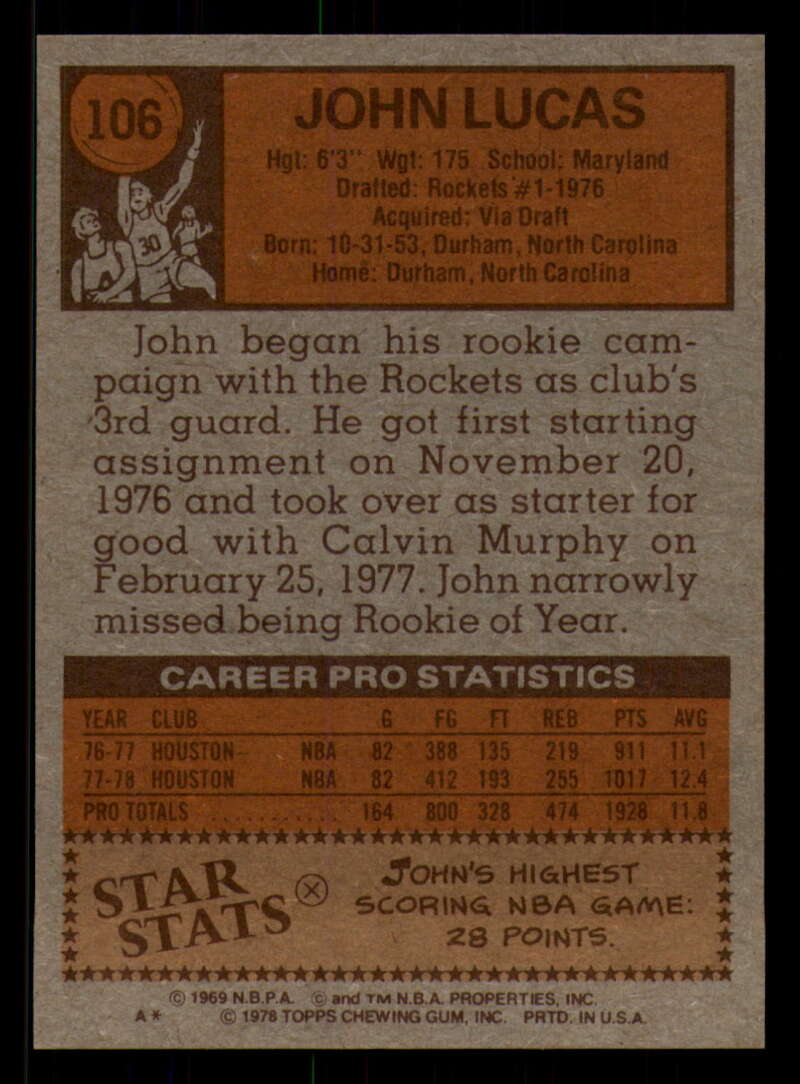 106
30
JOHN LUCAS
Hgt: 6'3" Wgt: 175 School: Maryland
Drafted: Rockets #1-1976
Acquired: Via Draft
Born: 10-31-53, Durham, North Carolina
Home: Durham, North Carolina
John began his rookie cam-
paign with the Rockets as club's
3rd guard. He got first starting
assignment on November 20,
1976 and took over as starter for
good with Calvin Murphy on
February 25, 1977. John narrowly
missed being Rookie of Year.
CAREER PRO STATISTICS
YEAR CLUB G FG FT REB PTS AVG
76-77 HOUSTON NBA 82 388 135 219 911 11.1
77-78 HOUSTON NBA 82 412 193 255 1017 12.4
PRO TOTALS ........... 164 800 328 474 1928 11.8
STAR STATS
JOHN'S HIGHEST
SCORING NBA GAME:
28 POINTS.
© 1969 N.B.P.A. © and TM N.B.A. PROPERTIES, INC.
A* © 1978 TOPPS CHEWING GUM, INC. PRTD. IN U.S.A.